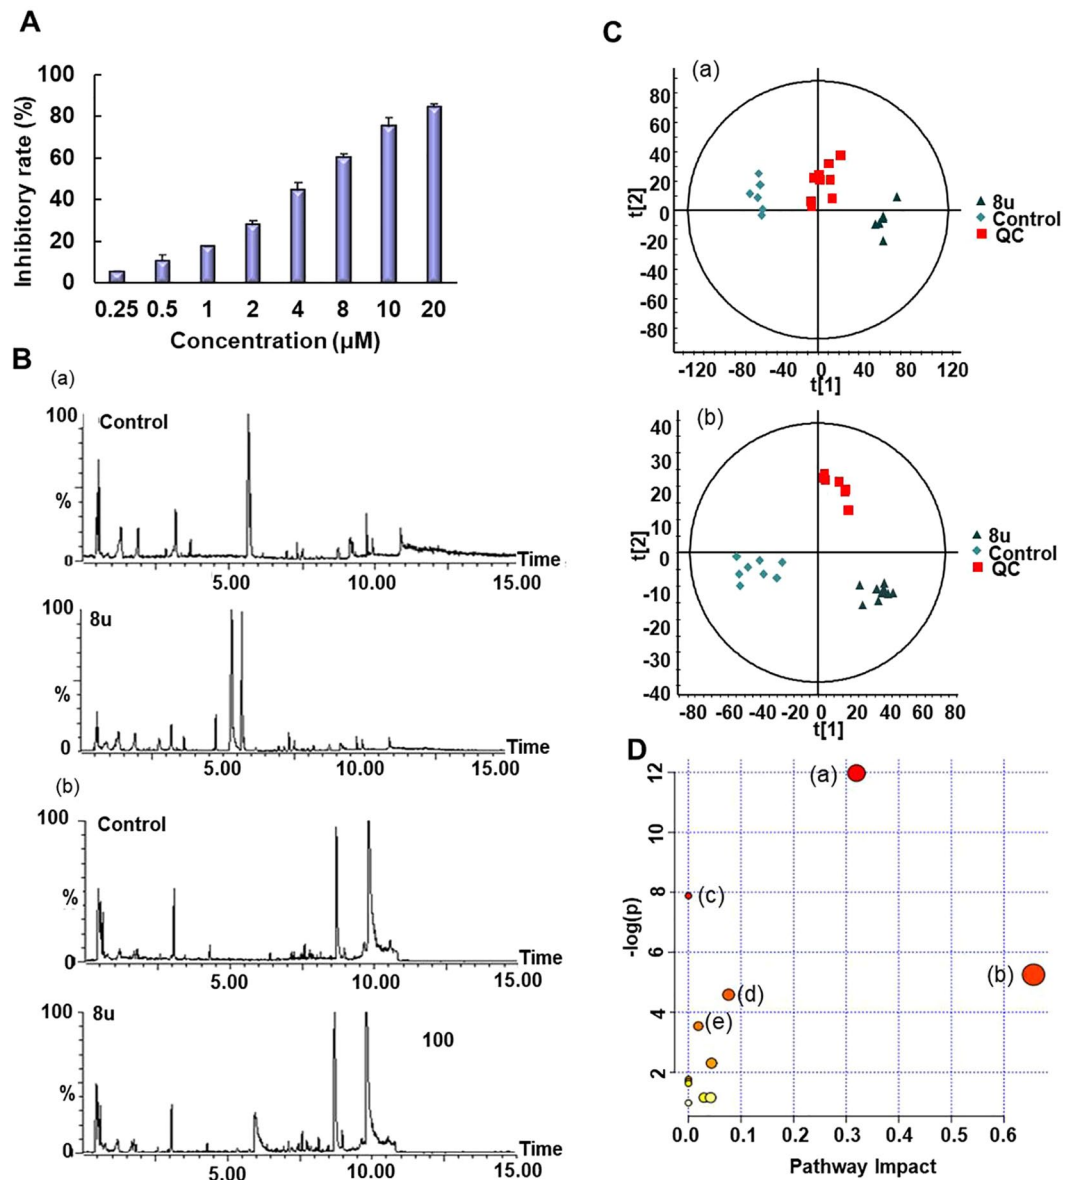 A
Inhibitory rate (%)
100
80
60
40
20
0
0.25 0.5 1 2 4 8 10 20
Concentration (μM)
B
(a)
100
Control
%
0
Time
5.00 10.00 15.00
8u
100
%
0
Time
5.00 10.00 15.00
(b)
100
Control
%
0
Time
5.00 10.00 15.00
8u
100
100
%
0
Time
5.00 10.00 15.00
C
(a)
80
60
40
20
0
-20
-40
-60
-80
t[2]
-120 -80 -40 0 40 80 120
t[1]
8u
Control
QC
(b)
40
30
20
10
0
-10
-20
-30
-40
t[2]
-80 -60 -40 -20 0 20 40 60 80
t[1]
8u
Control
QC
D
12
10
8
6
4
2
-log(p)
(a)
(c)
(b)
(d)
(e)
0.0 0.1 0.2 0.3 0.4 0.5 0.6
Pathway Impact